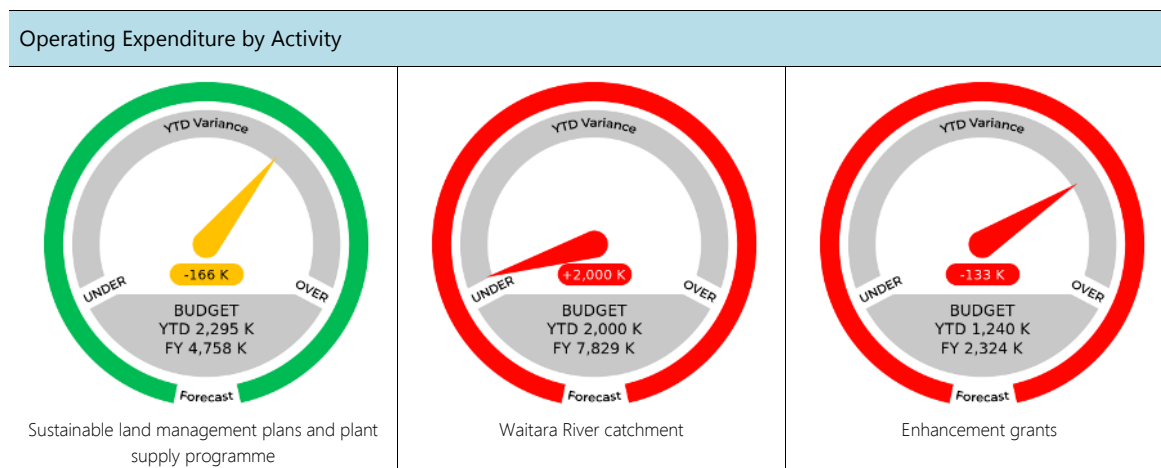 Operating Expenditure by Activity
YTD Variance
-166 K
UNDER
OVER
BUDGET
YTD 2,295 K
FY 4,758 K
Forecast
Sustainable land management plans and plant
supply programme
YTD Variance
+2,000 K
UNDER
OVER
BUDGET
YTD 2,000 K
FY 7,829 K
Forecast
Waitara River catchment
YTD Variance
-133 K
UNDER
OVER
BUDGET
YTD 1,240 K
FY 2,324 K
Forecast
Enhancement grants